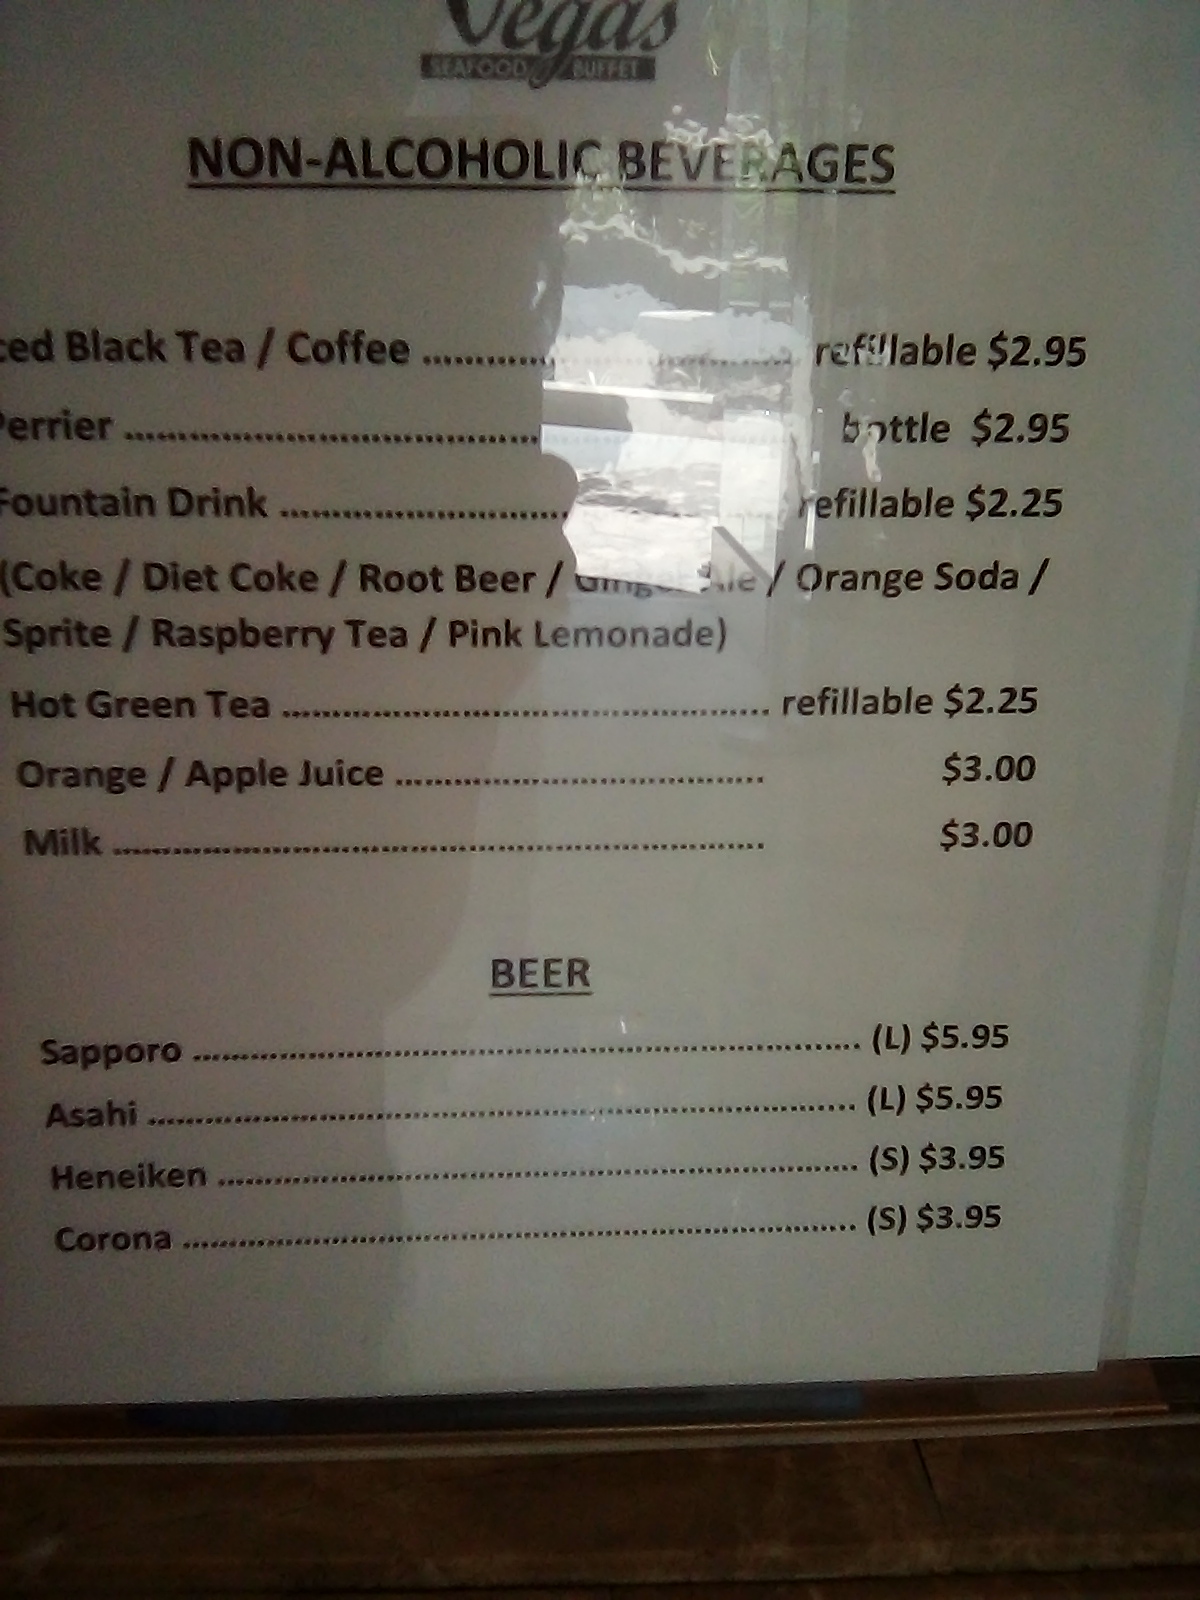 Vegas
SEAFOOD BUFFET
NON-ALCOHOLIC BEVERAGES
ced Black Tea / Coffee ........................ refillable $2.95
Perrier ........................ bottle $2.95
Fountain Drink ........................ refillable $2.25
(Coke / Diet Coke / Root Beer / Ginger Ale / Orange Soda /
Sprite / Raspberry Tea / Pink Lemonade)
Hot Green Tea ........................ refillable $2.25
Orange / Apple Juice ........................ $3.00
Milk ........................ $3.00
BEER
Sapporo ........................ (L) $5.95
Asahi ........................ (L) $5.95
Heneiken ........................ (S) $3.95
Corona ........................ (S) $3.95